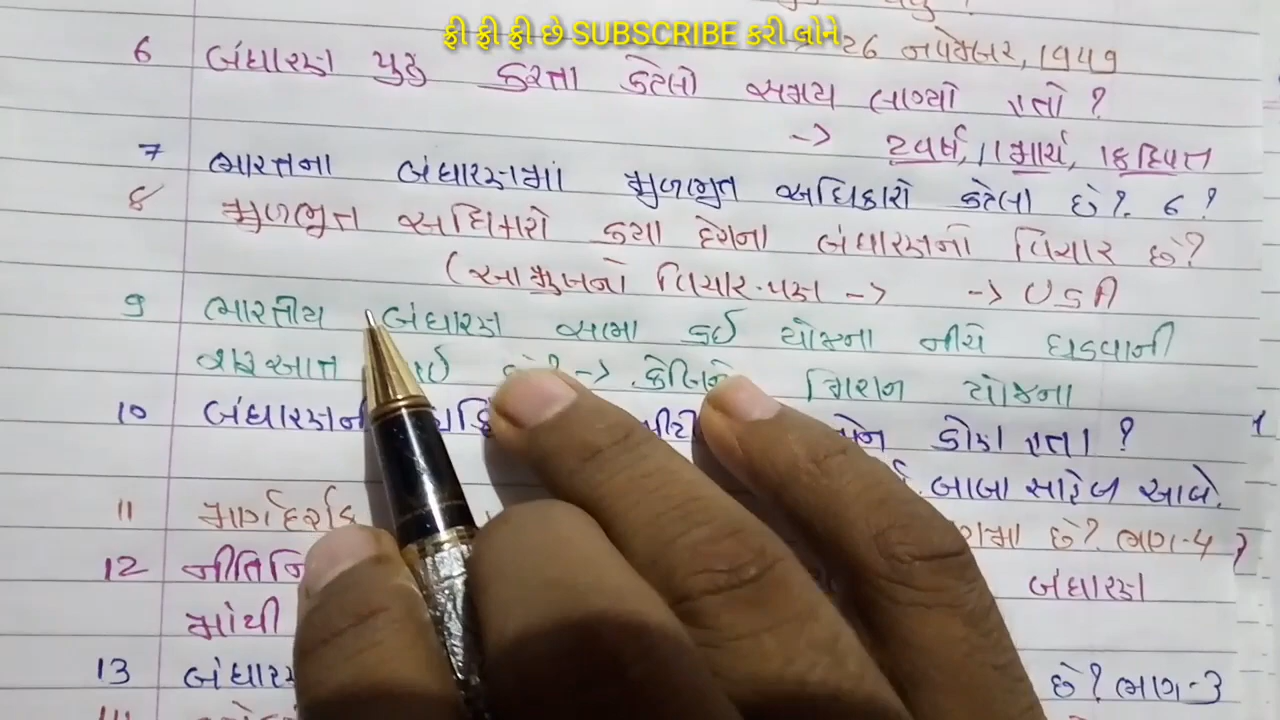 ફ્રી ફ્રી ફ્રી છે SUBSCRIBE કરી લોને
26 નવેમ્બર, 1949
6 બંધારણ પુરુ કરતા કેટલો સમય લાગ્યો હતો ?
-> 2વર્ષ, 11માસ, 18દિવસ
7 ભારતના બંધારણમાં મુળભુત અધિકારો કેટલા છે? 6 ?
8 મુળભુત અધિકારો કયા દેશના બંધારણનો વિચાર છે?
(આમુખનો વિચાર પણ -> -> USA
9 ભારતીય બંધારણ સભા કઈ યોજના નીચે ઘડવાની
શરૂઆત થઈ -> કેબિનેટ મિશન યોજના
10 બંધારણની કોણ હતા ?
બાબા સાહેબ આંબે.
11 માર્ગદર્શક છે? ભાગ-4 ?
12 નીતિનિ બંધારણ
માંથી
13 બંધારણ છે? ભાગ-3